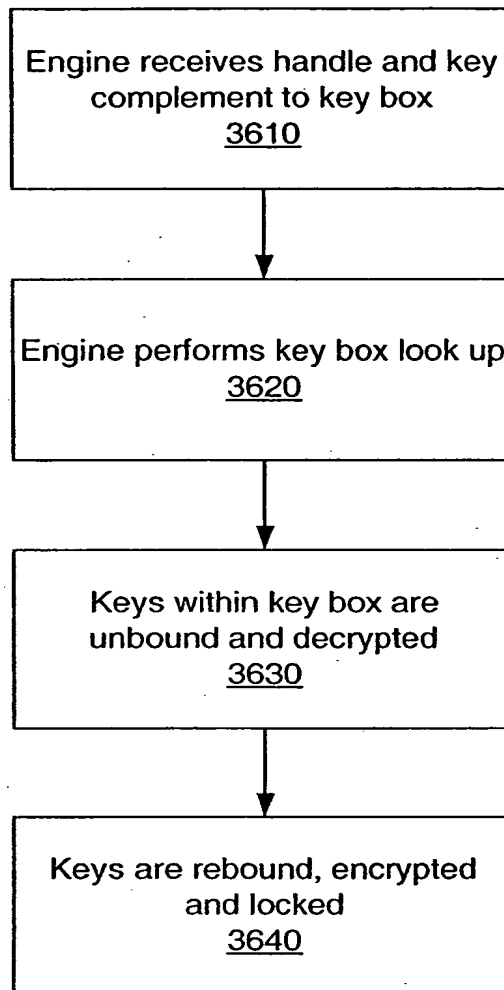 Engine receives handle and key
complement to key box
3610
Engine performs key box look up
3620
Keys within key box are
unbound and decrypted
3630
Keys are rebound, encrypted
and locked
3640